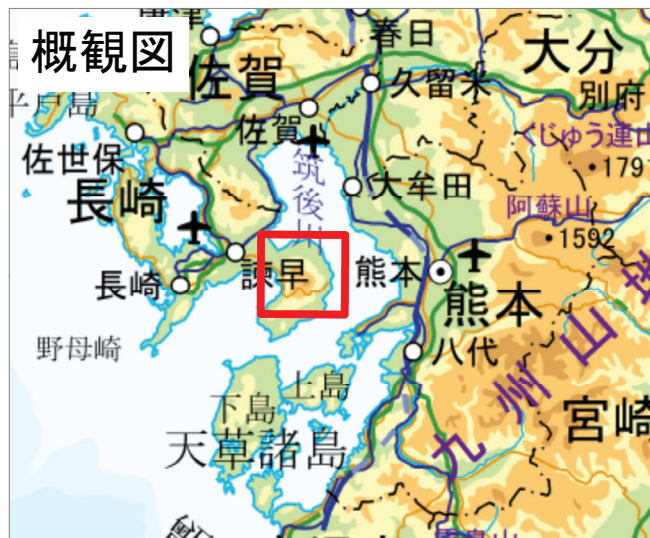 概観図
唐津
春日
大分
佐賀
久留米
別府
平戸島
佐賀
くじゅう連山
佐世保
筑後川
179
長崎
大牟田
阿蘇山
1592
諫早
熊本
長崎
熊本
野母崎
八代
上島
下島
九州山
宮崎
天草諸島